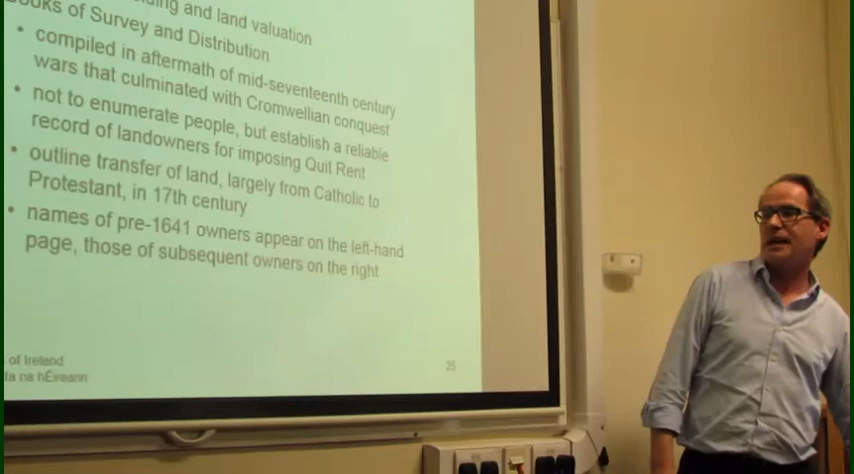 and land valuation
Books of Survey and Distribution
• compiled in aftermath of mid-seventeenth century
wars that culminated with Cromwellian conquest
• not to enumerate people, but establish a reliable
record of landowners for imposing Quit Rent
• outline transfer of land, largely from Catholic to
Protestant, in 17th century
• names of pre-1641 owners appear on the left-hand
page, those of subsequent owners on the right
of Ireland
na hÉireann
25